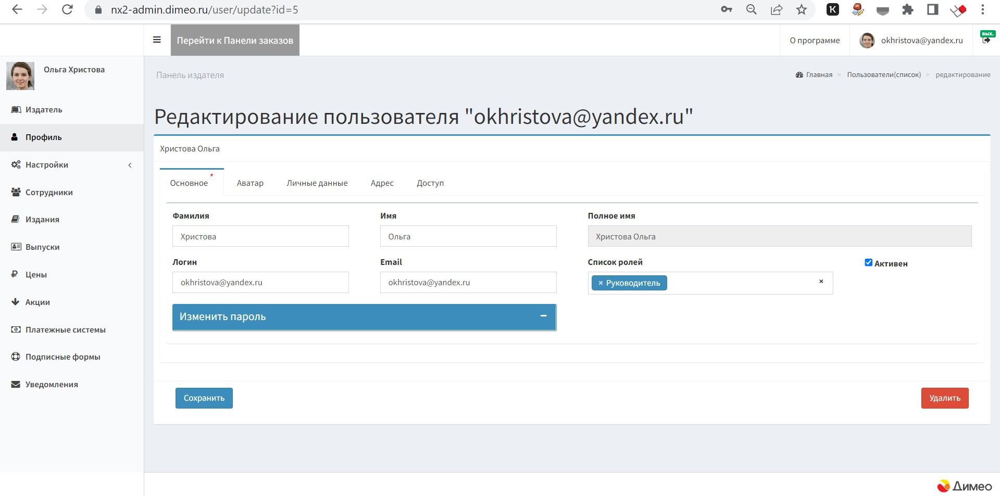 nx2-admin.dimeo.ru/user/update?id=5
Перейти к Панели заказов
О программе
okhristova@yandex.ru
вых.
Ольга Христова
Панель издателя
Главная > Пользователи(список) > редактирование
Издатель
Профиль
Настройки
Сотрудники
Издания
Выпуски
Цены
Акции
Платежные системы
Подписные формы
Уведомления
Редактирование пользователя "okhristova@yandex.ru"
Христова Ольга
Основное * Аватар Личные данные Адрес Доступ
Фамилия Имя Полное имя
Христова Ольга Христова Ольга
Логин Email Список ролей Активен
okhristova@yandex.ru okhristova@yandex.ru × Руководитель ×
Изменить пароль
Сохранить Удалить
Димео